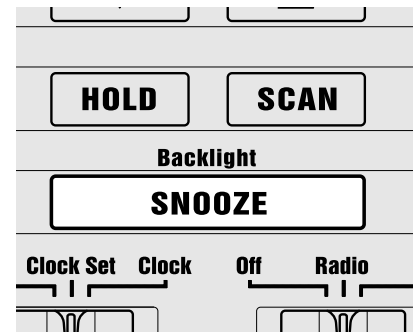 HOLD SCAN
Backlight
SNOOZE
Clock Set Clock Off Radio